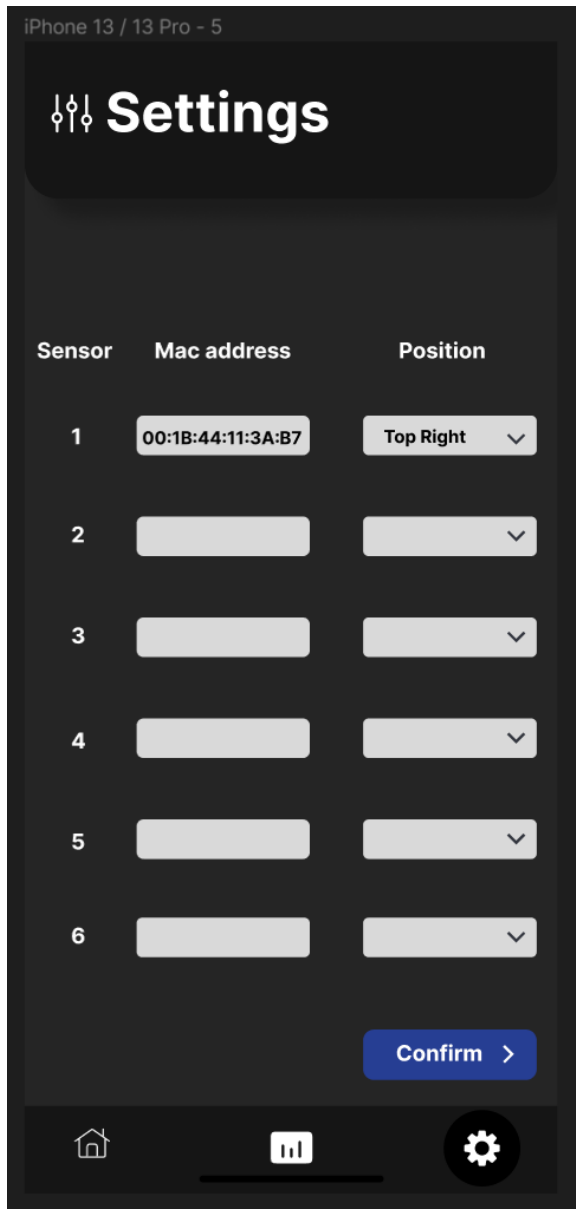 iPhone 13 / 13 Pro - 5
Settings
Sensor Mac address Position
1 00:1B:44:11:3A:B7 Top Right
2
3
4
5
6
Confirm